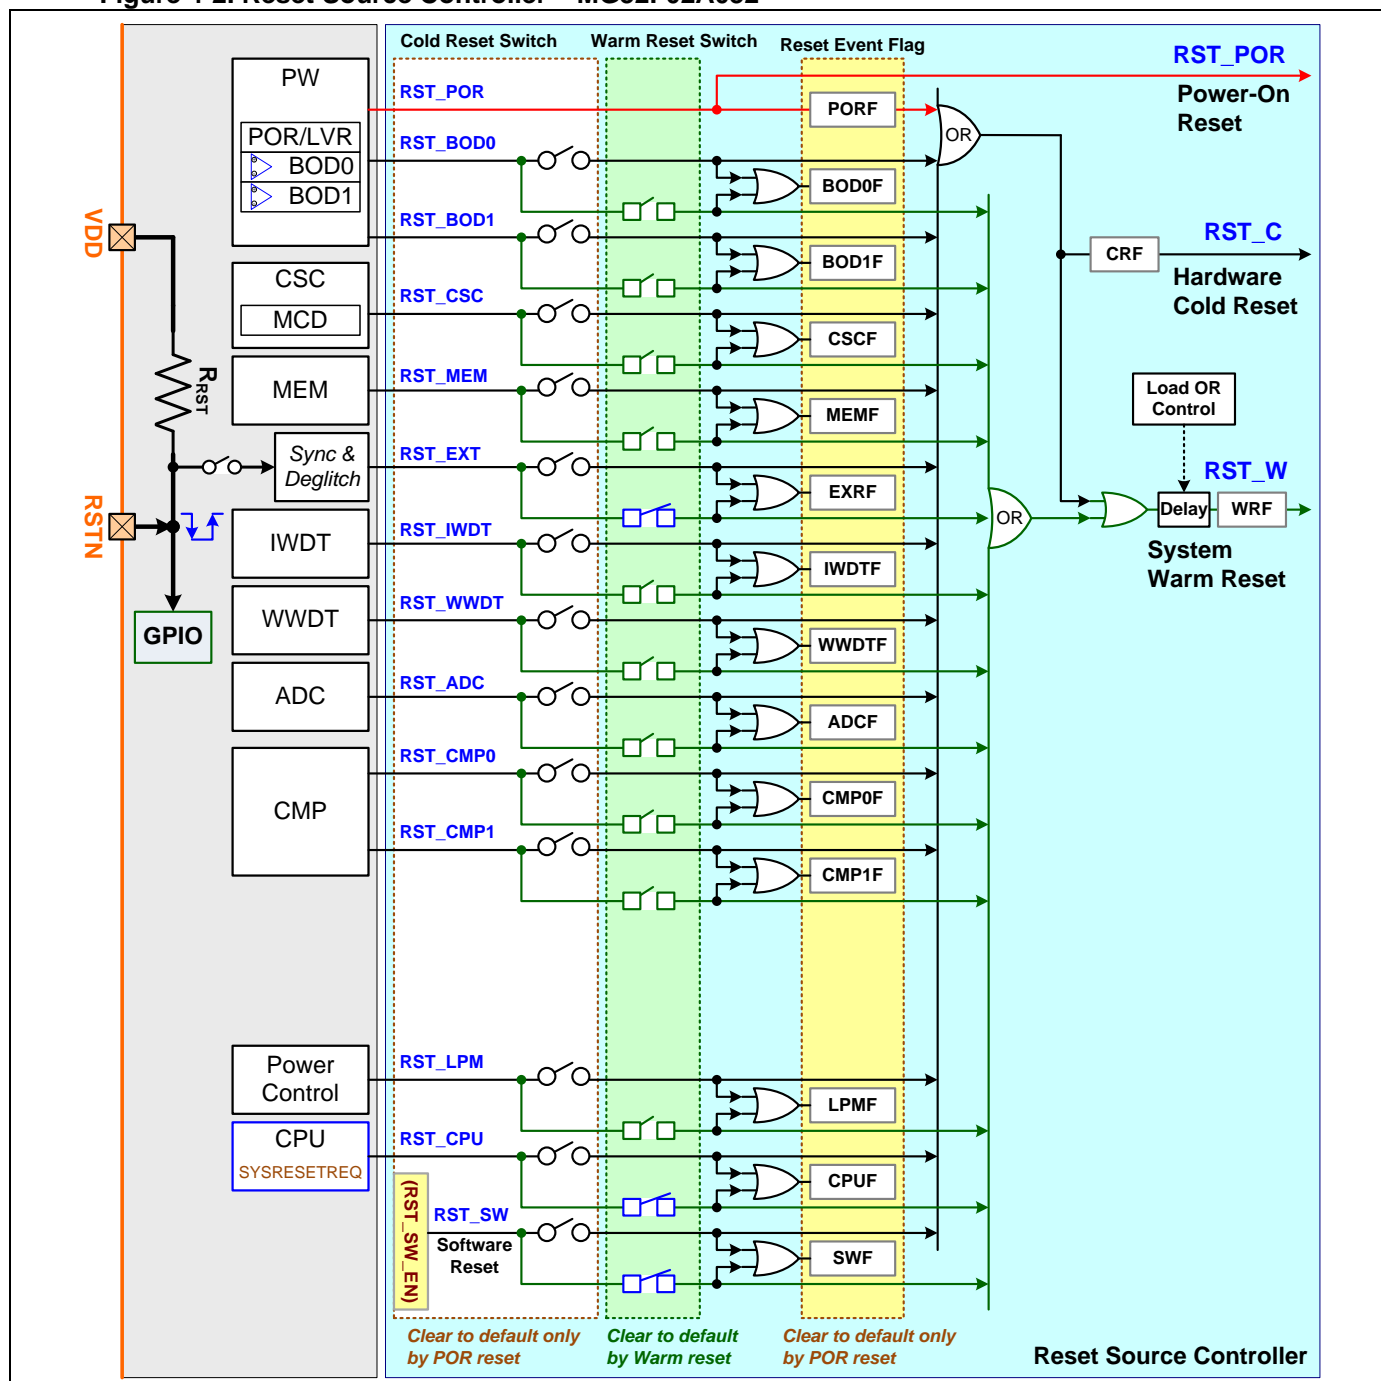 Cold Reset Switch
Warm Reset Switch
Reset Event Flag
RST_POR
Power-On
Reset
PW
POR/LVR
BOD0
BOD1
RST_POR
PORF
OR
RST_BOD0
BOD0F
VDD
RST_BOD1
BOD1F
CRF
RST_C
Hardware
Cold Reset
CSC
MCD
RST_CSC
CSCF
RRST
MEM
RST_MEM
MEMF
Load OR
Control
Sync &
Deglitch
RST_EXT
EXRF
RSTN
OR
Delay
WRF
RST_W
System
Warm Reset
IWDT
RST_IWDT
IWDTF
GPIO
WWDT
RST_WWDT
WWDTF
ADC
RST_ADC
ADCF
CMP
RST_CMP0
CMP0F
RST_CMP1
CMP1F
Power
Control
RST_LPM
LPMF
CPU
SYSRESETREQ
RST_CPU
CPUF
(RST_SW_EN)
RST_SW
Software
Reset
SWF
Clear to default only
by POR reset
Clear to default
by Warm reset
Clear to default only
by POR reset
Reset Source Controller